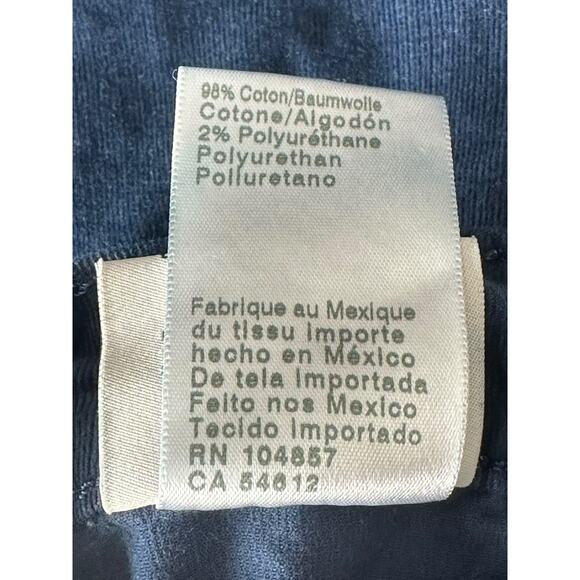 98% Coton/Baumwolle
Cotone/Algodón
2% Polyuréthane
Polyurethan
Poliuretano
Fabrique au Mexique
du tissu importe
hecho en México
De tela importada
Feito nos Mexico
Tecido importado
RN 104857
CA 54612